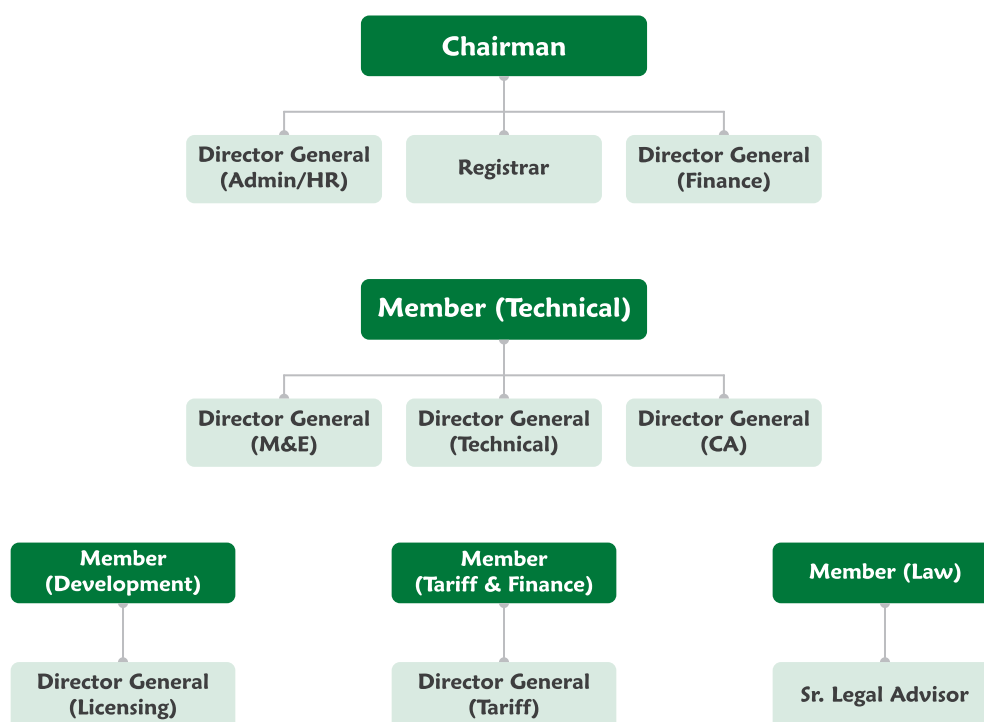 Chairman
Director General
(Admin/HR)
Registrar
Director General
(Finance)
Member (Technical)
Director General
(M&E)
Director General
(Technical)
Director General
(CA)
Member
(Development)
Member
(Tariff & Finance)
Member (Law)
Director General
(Licensing)
Director General
(Tariff)
Sr. Legal Advisor